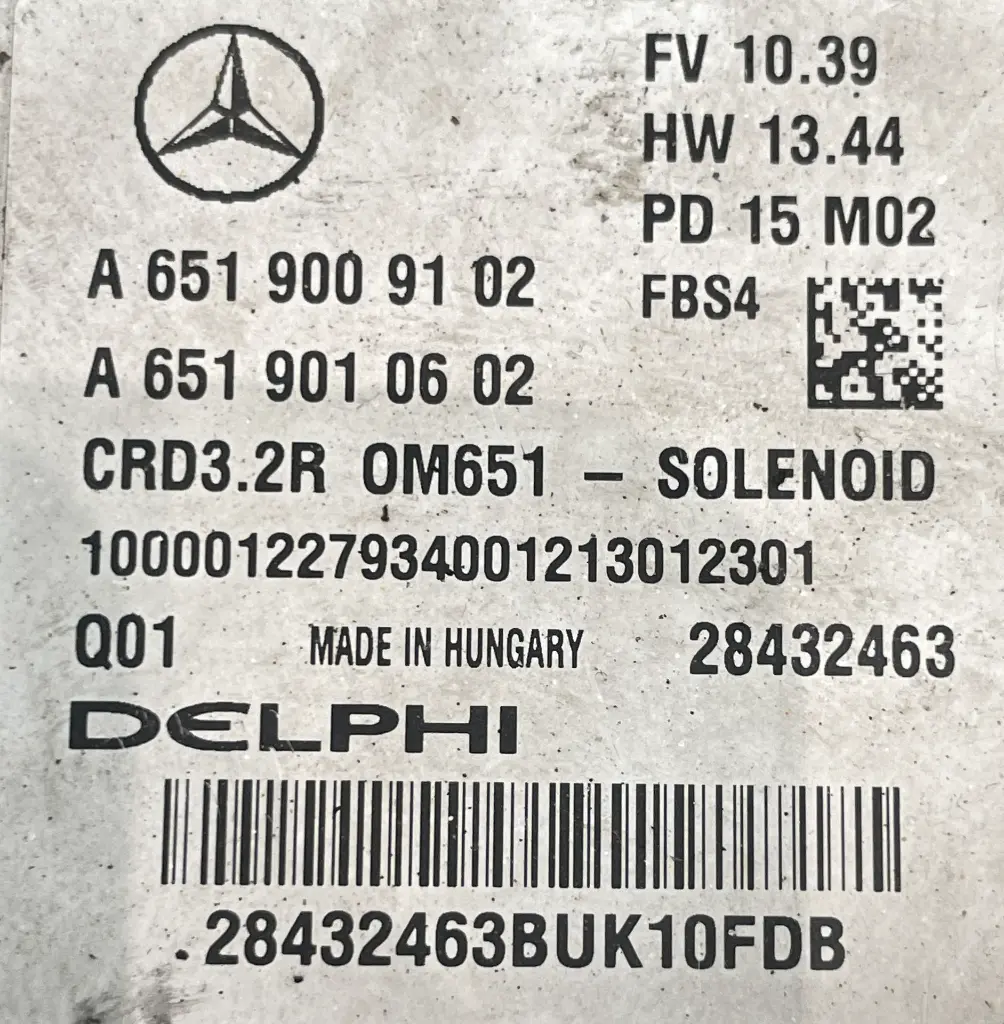 FV 10.39
HW 13.44
PD 15 M02
FBS4
A 651 900 91 02
A 651 901 06 02
CRD3.2R OM651 – SOLENOID
100001227934001213012301
Q01 MADE IN HUNGARY 28432463
DELPHI
28432463BUK10FDB